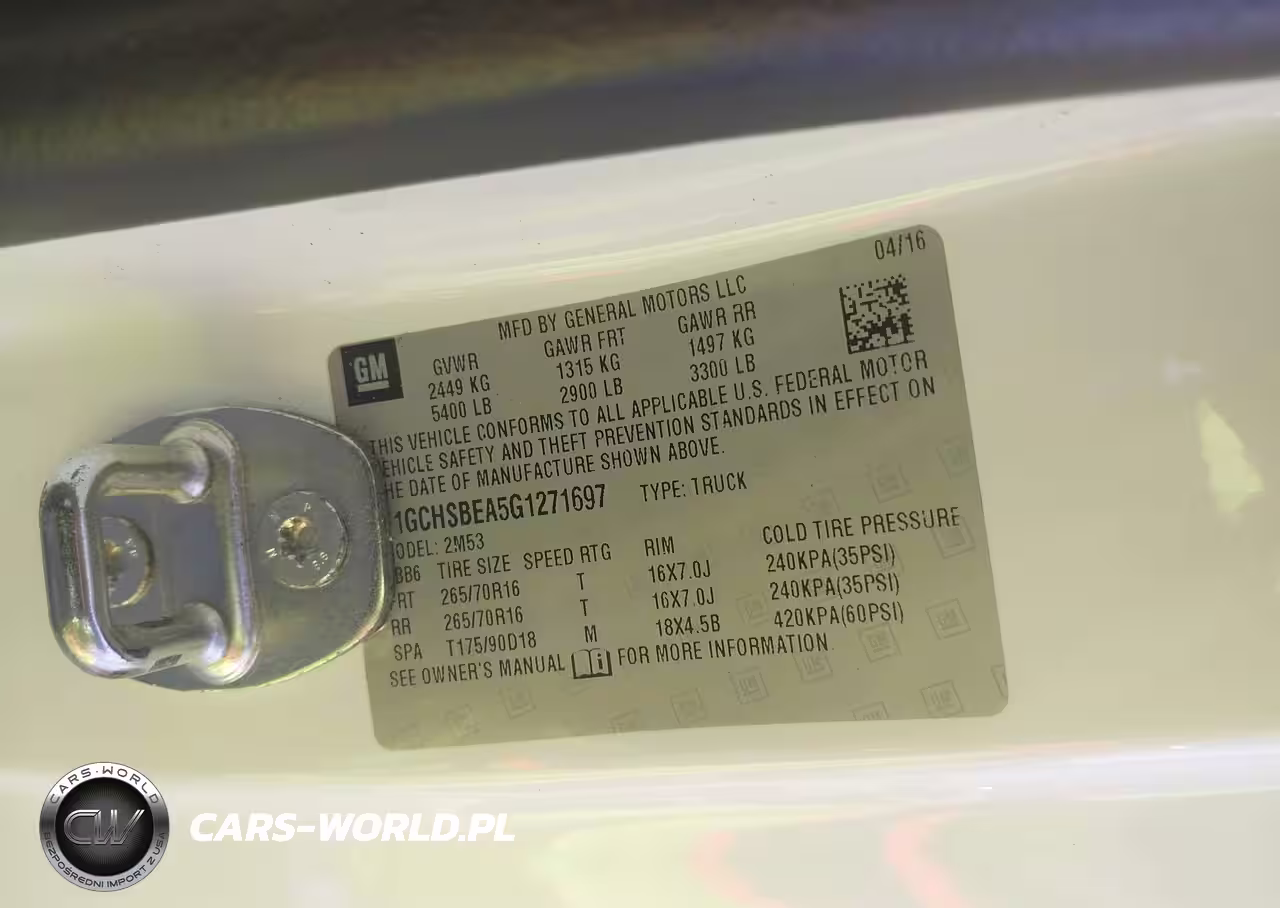 04/16
MFD BY GENERAL MOTORS LLC
GM
GVWR GAWR FRT GAWR RR
2449 KG 1315 KG 1497 KG
5400 LB 2900 LB 3300 LB
THIS VEHICLE CONFORMS TO ALL APPLICABLE U.S. FEDERAL MOTOR
EHICLE SAFETY AND THEFT PREVENTION STANDARDS IN EFFECT ON
HE DATE OF MANUFACTURE SHOWN ABOVE.
1GCHSBEA5G1271697 TYPE: TRUCK
ODEL: 2M53
BB6 TIRE SIZE SPEED RTG RIM COLD TIRE PRESSURE
FRT 265/70R16 T 16X7.0J 240KPA(35PSI)
RR 265/70R16 T 16X7.0J 240KPA(35PSI)
SPA T175/90D18 M 18X4.5B 420KPA(60PSI)
SEE OWNER'S MANUAL FOR MORE INFORMATION.
CARS-WORLD
CW
BEZPOŚREDNI IMPORT Z USA
CARS-WORLD.PL